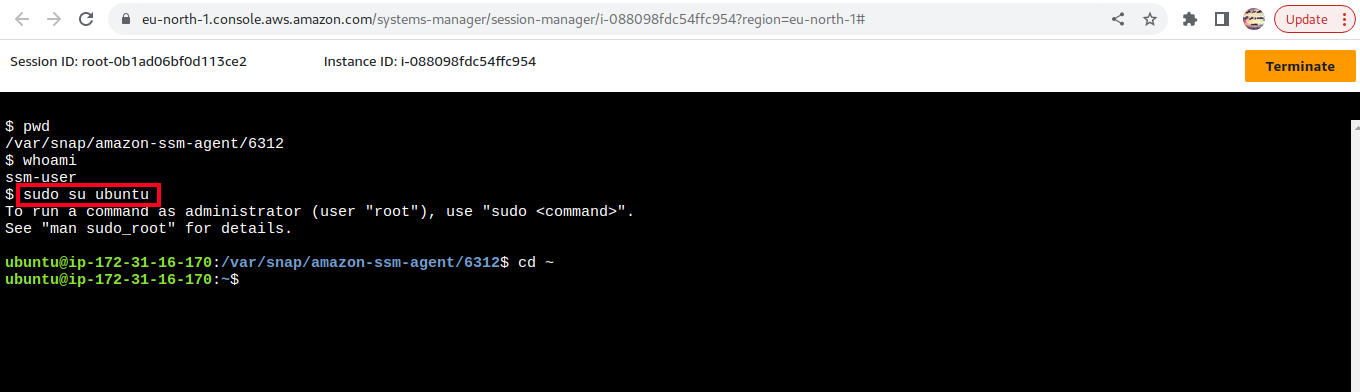 eu-north-1.console.aws.amazon.com/systems-manager/session-manager/i-088098fdc54ffc954?region=eu-north-1#
Update
Session ID: root-0b1ad06bf0d113ce2
Instance ID: i-088098fdc54ffc954
Terminate
$ pwd
/var/snap/amazon-ssm-agent/6312
$ whoami
ssm-user
$ sudo su ubuntu
To run a command as administrator (user "root"), use "sudo <command>".
See "man sudo_root" for details.
ubuntu@ip-172-31-16-170:/var/snap/amazon-ssm-agent/6312$ cd ~
ubuntu@ip-172-31-16-170:~$